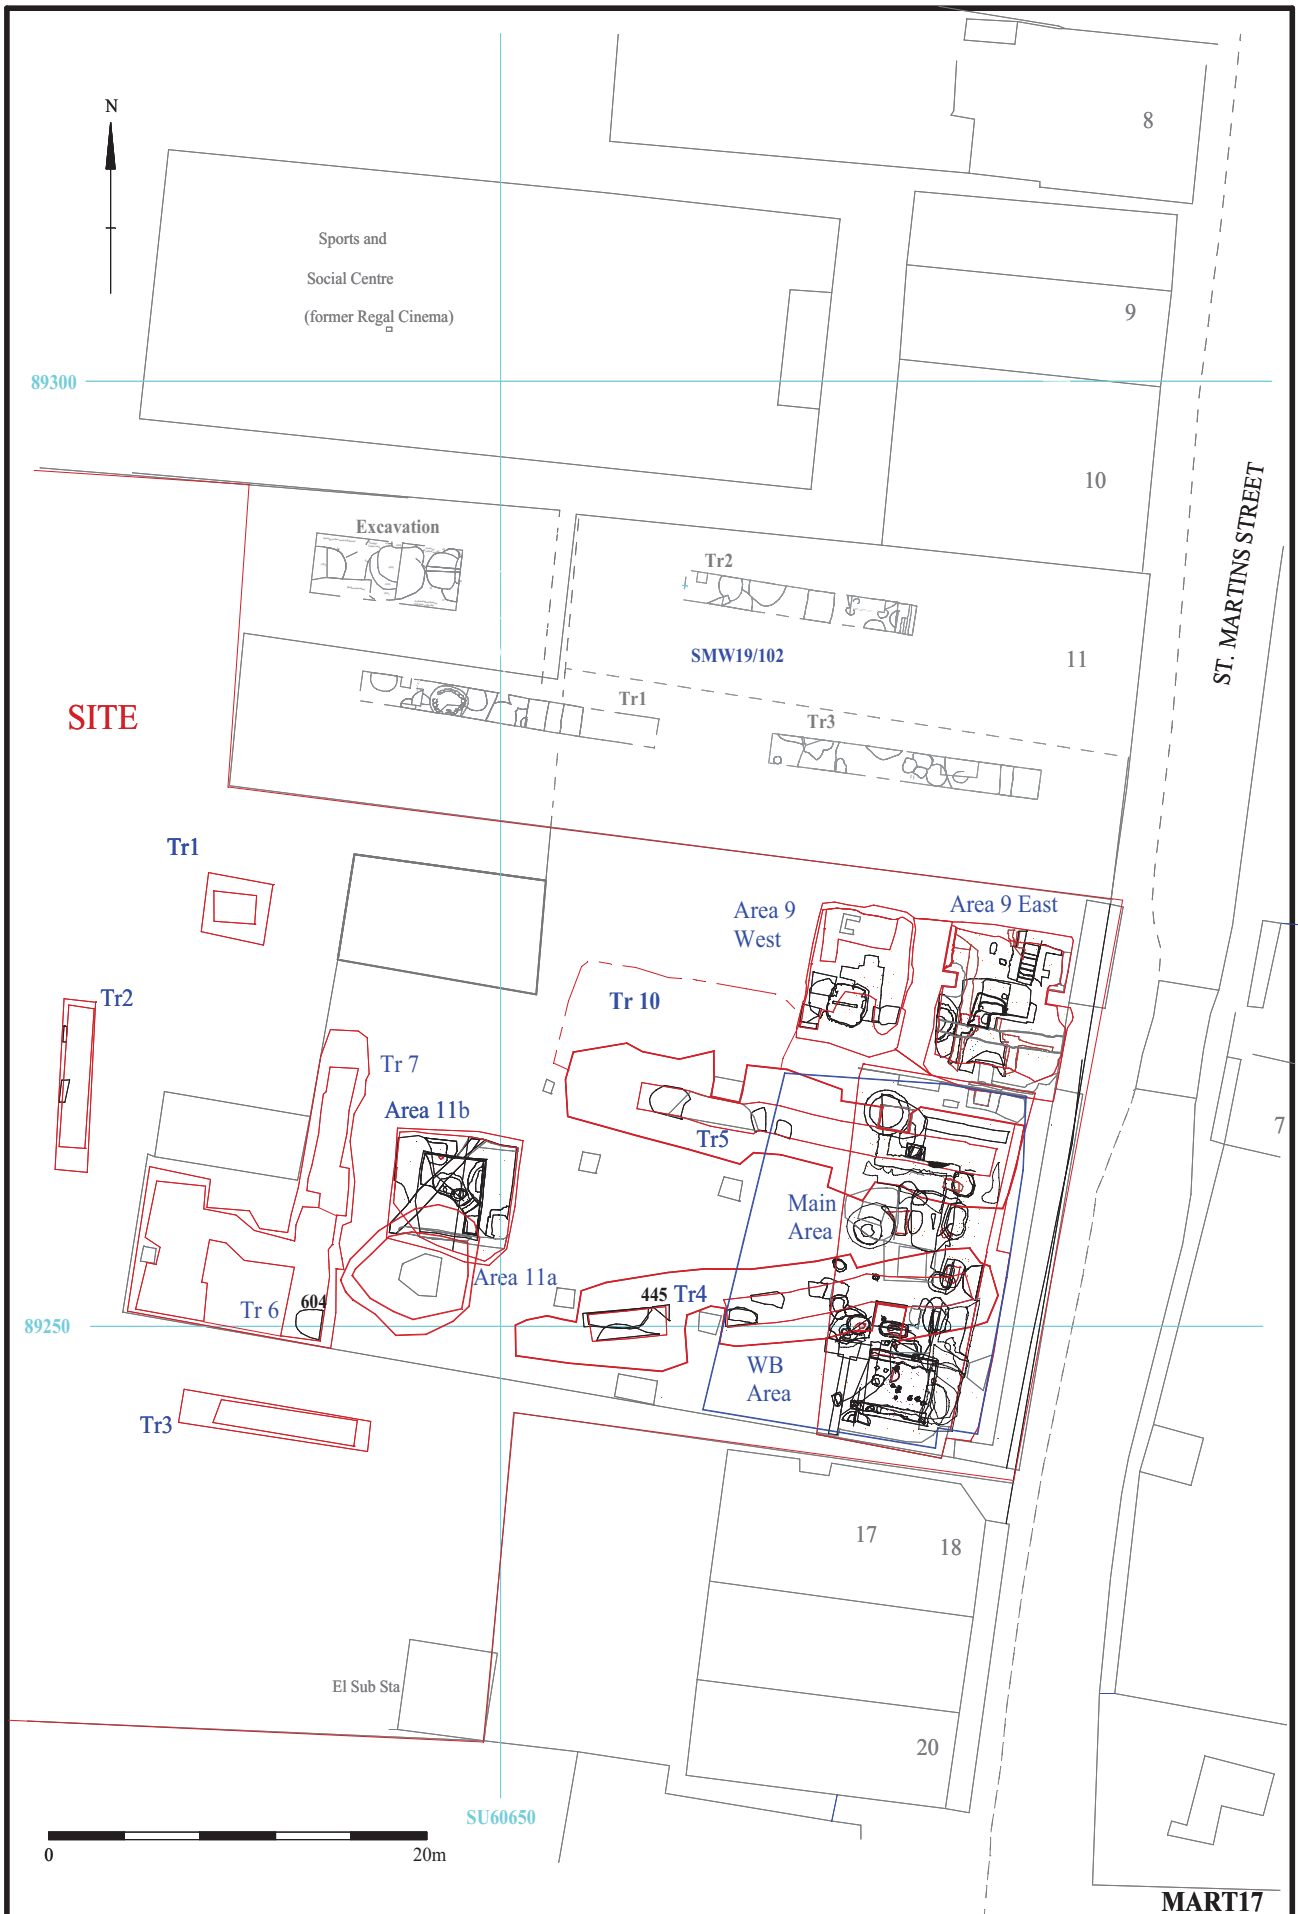 N
8
Sports and
Social Centre
(former Regal Cinema)
9
89300
10
ST. MARTINS STREET
Excavation
Tr2
SMW19/102
11
Tr1
SITE
Tr3
Tr1
Area 9
West
Area 9 East
Tr2
Tr 10
Tr 7
Area 11b
Tr5
7
Main
Area
Area 11a
Tr 6
604
445
Tr4
89250
WB
Area
Tr3
17
18
El Sub Sta
20
SU60650
0
20m
MART17